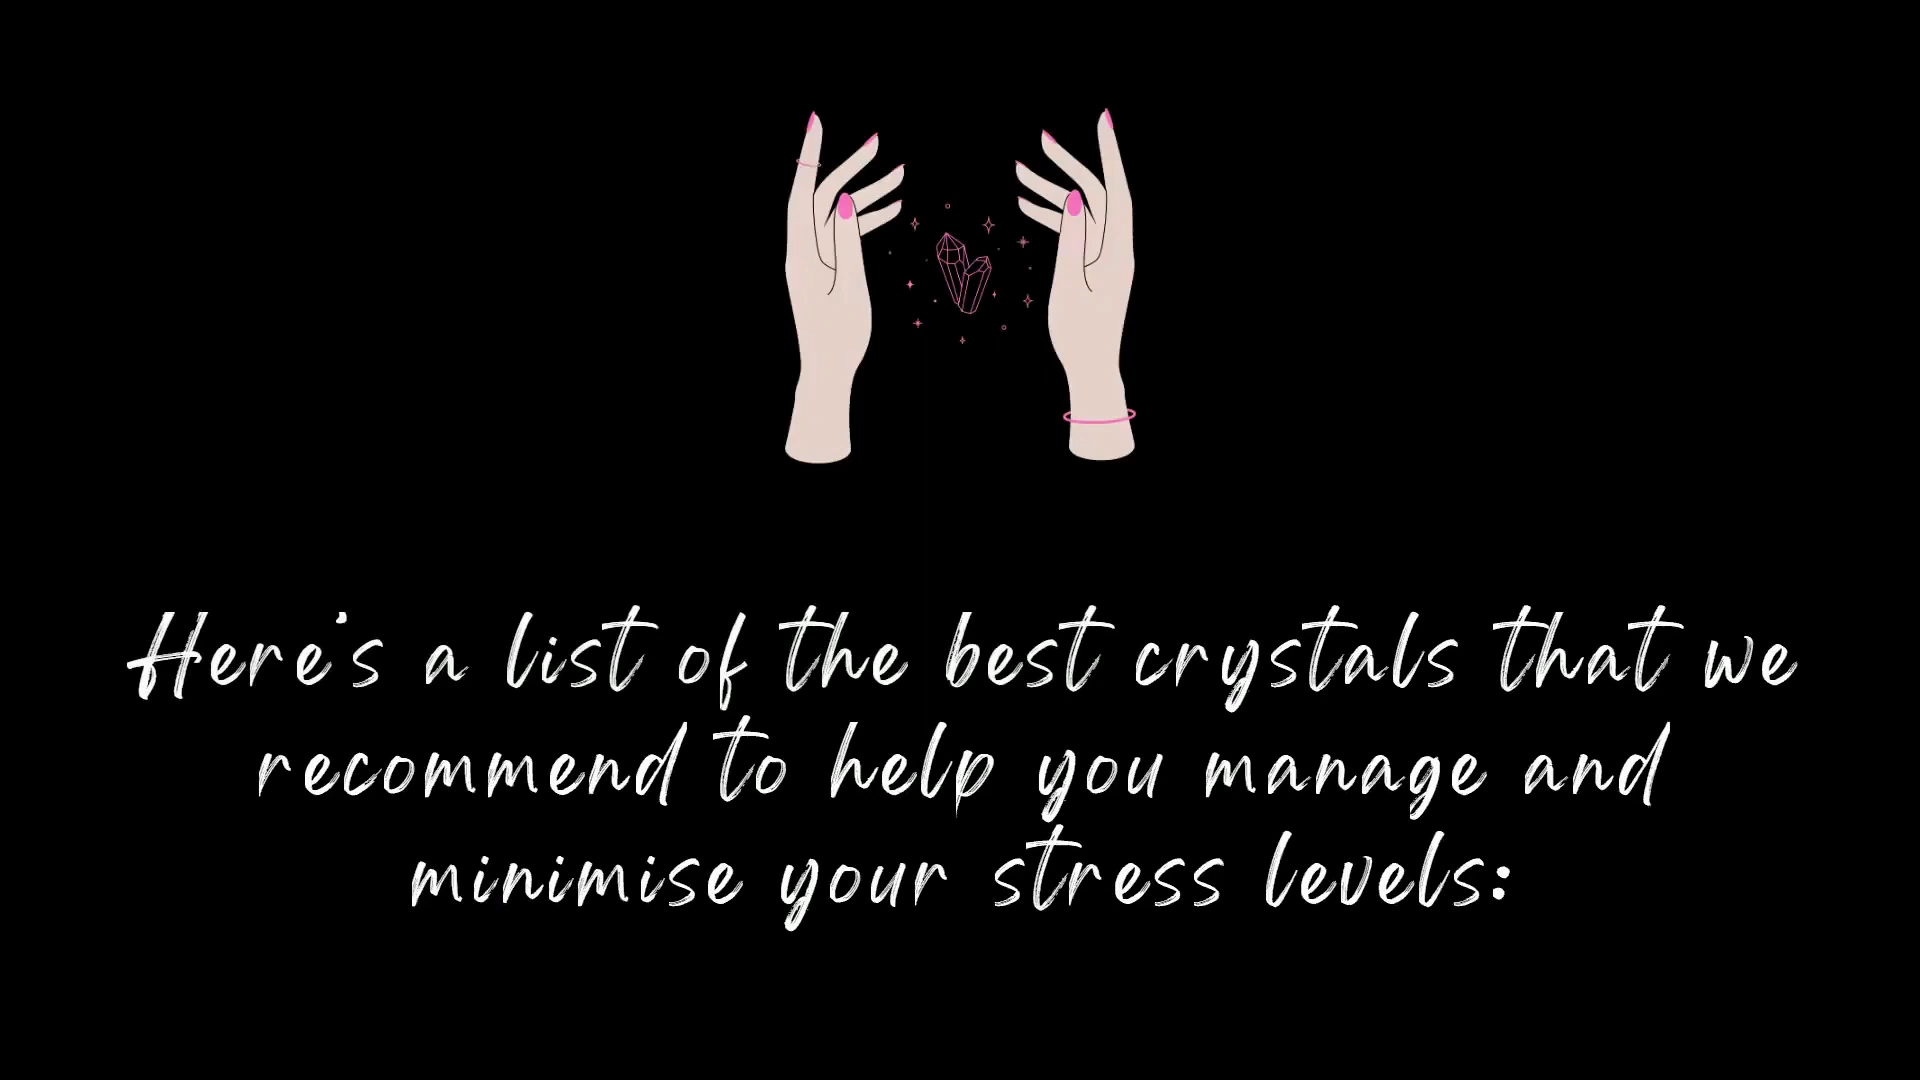 Here's a list of the best crystals that we
recommend to help you manage and
minimise your stress levels: